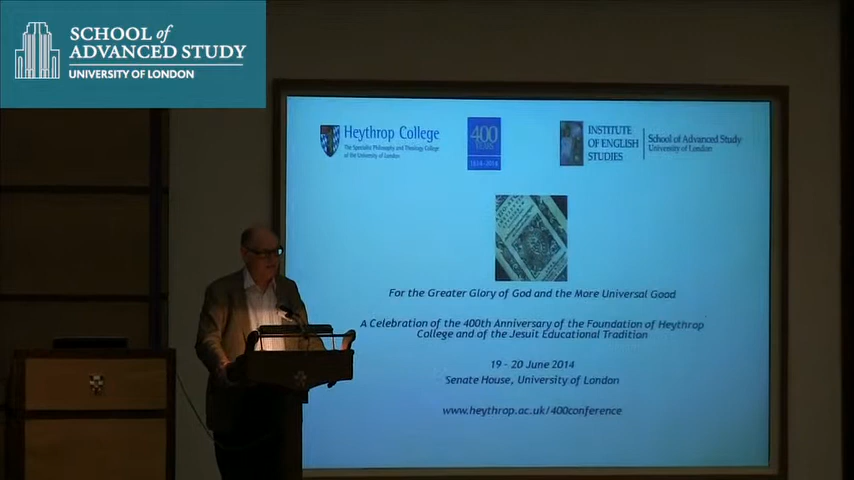 SCHOOL of
ADVANCED STUDY
UNIVERSITY OF LONDON
Heythrop College
The Specialist Philosophy and Theology College
of the University of London
400
YEARS
1614-2014
INSTITUTE
OF ENGLISH
STUDIES
School of Advanced Study
University of London
For the Greater Glory of God and the More Universal Good
A Celebration of the 400th Anniversary of the Foundation of Heythrop
College and of the Jesuit Educational Tradition
19 - 20 June 2014
Senate House, University of London
www.heythrop.ac.uk/400conference